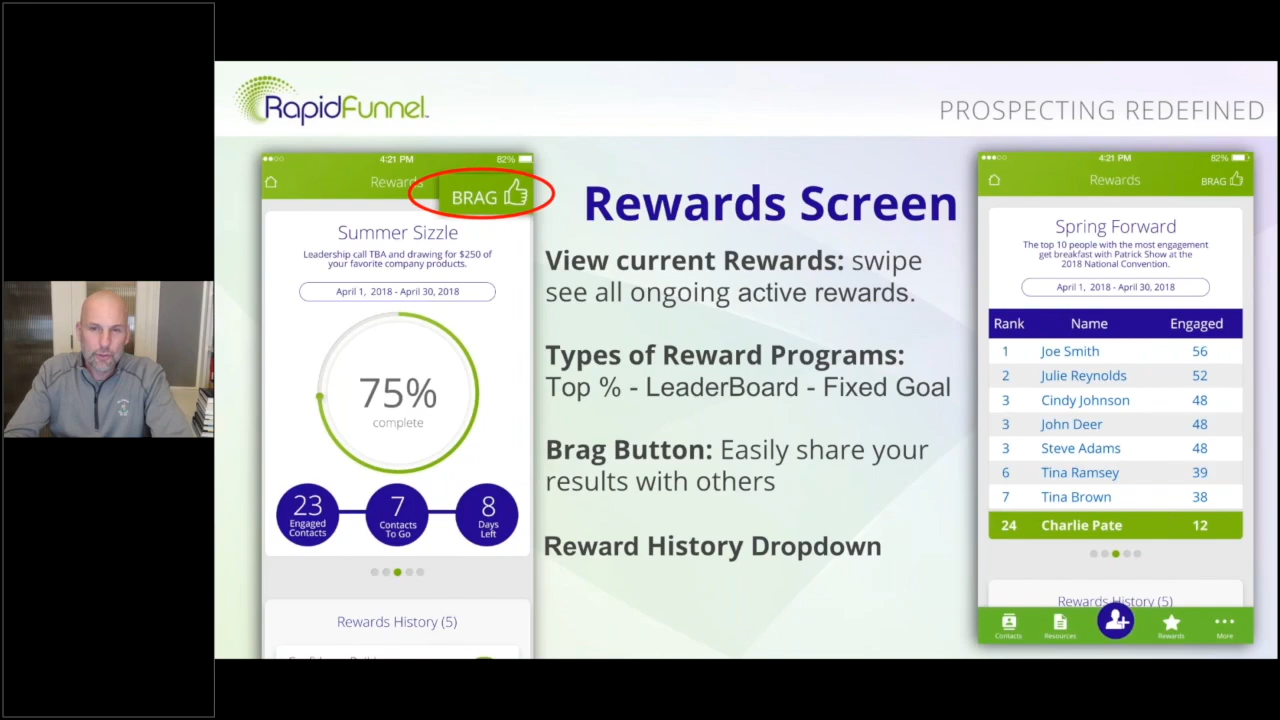 RapidFunnel
PROSPECTING REDEFINED
4:21 PM
82%
Rewards
BRAG
Summer Sizzle
Leadership call TBA and drawing for $250 of
your favorite company products.
April 1, 2018 - April 30, 2018
75%
complete
23
Engaged
Contacts
7
Contacts
To Go
8
Days
Left
Rewards History (5)
Rewards Screen
View current Rewards: swipe
see all ongoing active rewards.
Types of Reward Programs:
Top % - LeaderBoard - Fixed Goal
Brag Button: Easily share your
results with others
Reward History Dropdown
4:21 PM
82%
Rewards
BRAG
Spring Forward
The top 10 people with the most engagement
get breakfast with Patrick Show at the
2018 National Convention.
April 1, 2018 - April 30, 2018
Rank Name Engaged
1 Joe Smith 56
2 Julie Reynolds 52
3 Cindy Johnson 48
3 John Deer 48
3 Steve Adams 48
6 Tina Ramsey 39
7 Tina Brown 38
24 Charlie Pate 12
Rewards History (5)
Contacts Resources Rewards More